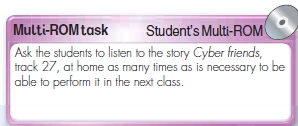 Multi-ROM task Student's Multi-ROM
Ask the students to listen to the story Cyber friends,
track 27, at home as many times as is necessary to be
able to perform it in the next class.